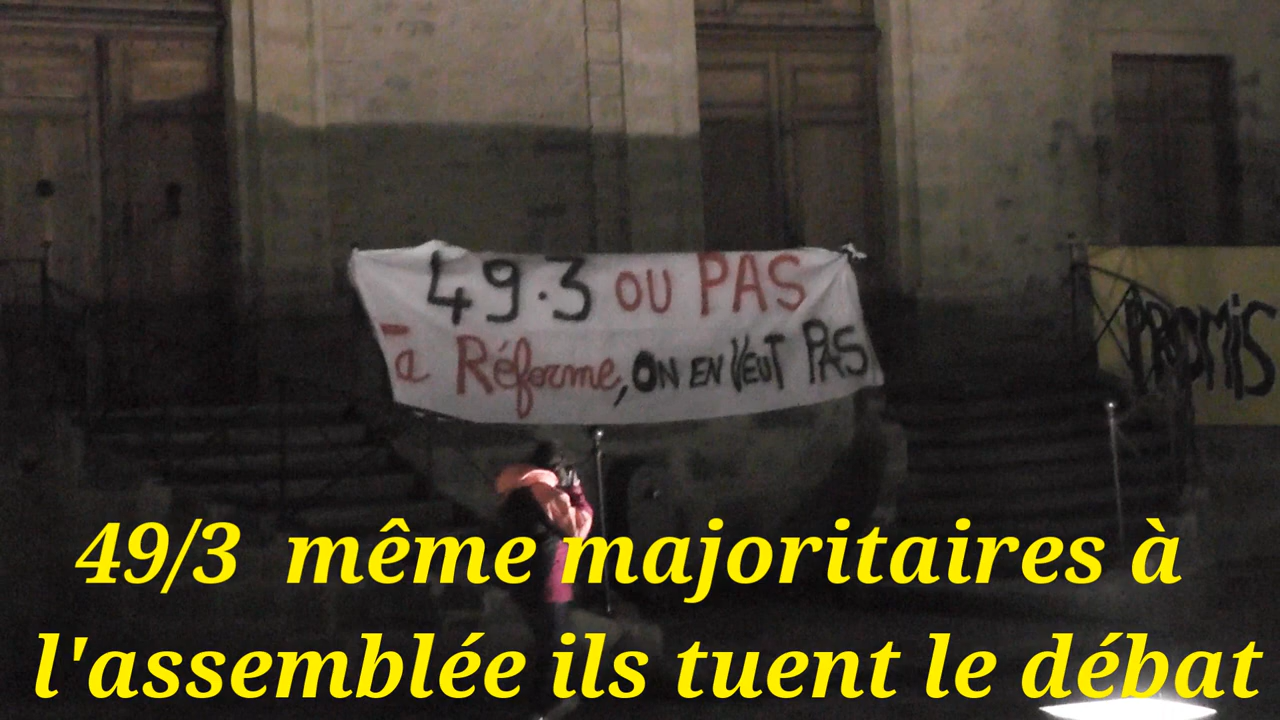 49.3 OU PAS
a Réforme, ON EN VEUT PAS
PROMIS
49/3 même majoritaires à
l'assemblée ils tuent le débat